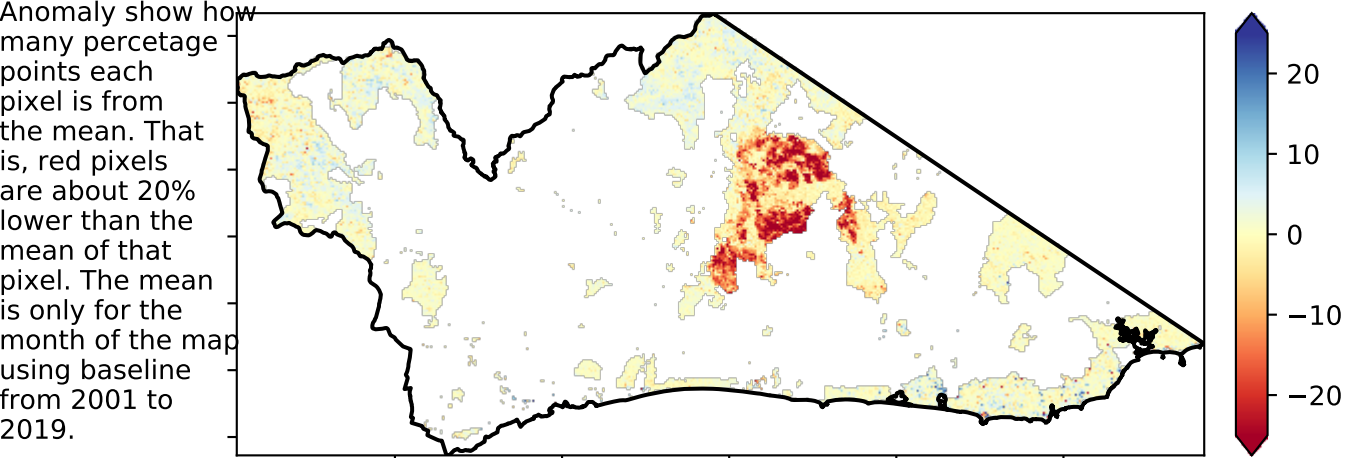 Anomaly show how
many percetage
points each
pixel is from
the mean. That
is, red pixels
are about 20%
lower than the
mean of that
pixel. The mean
is only for the
month of the map
using baseline
from 2001 to
2019.
20
10
0
−10
−20